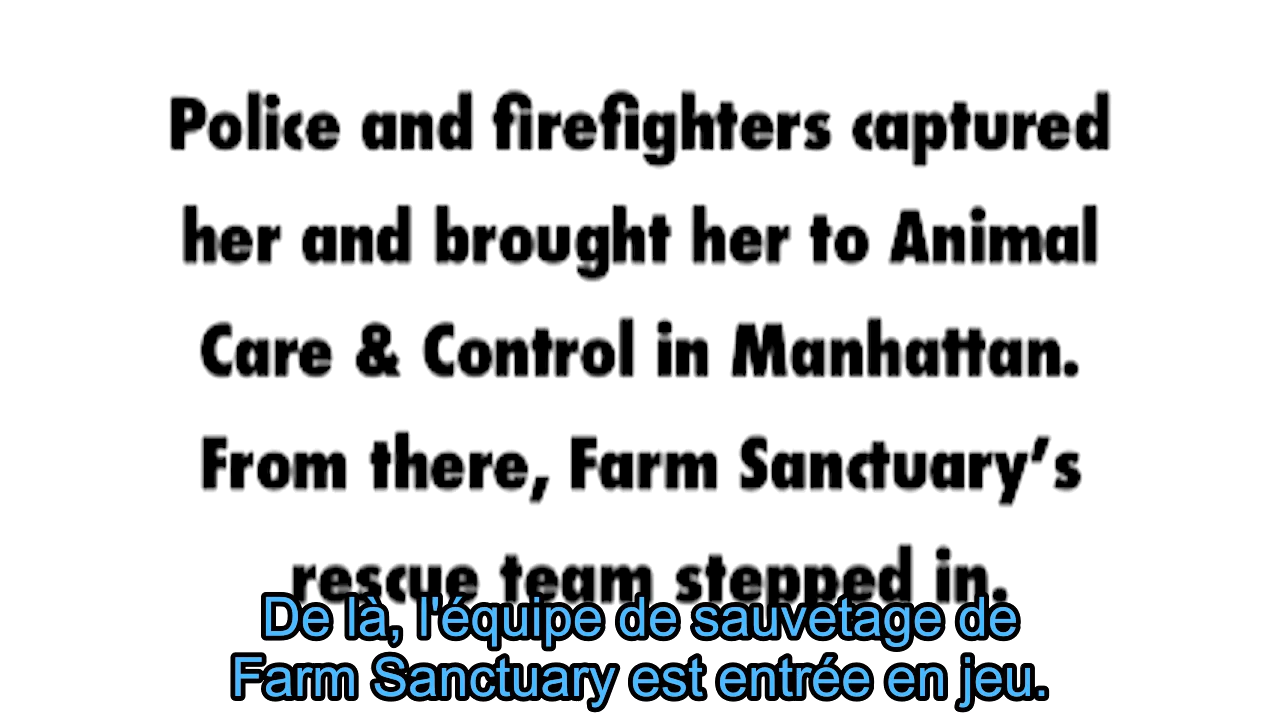 Police and firefighters captured
her and brought her to Animal
Care & Control in Manhattan.
From there, Farm Sanctuary’s
rescue team stepped in.
De là, l'équipe de sauvetage de
Farm Sanctuary est entrée en jeu.